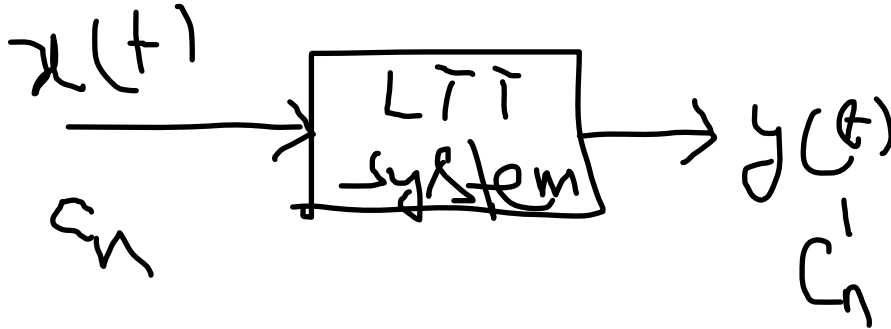 x(t)
LTI
system
y(t)
Cn
C'n